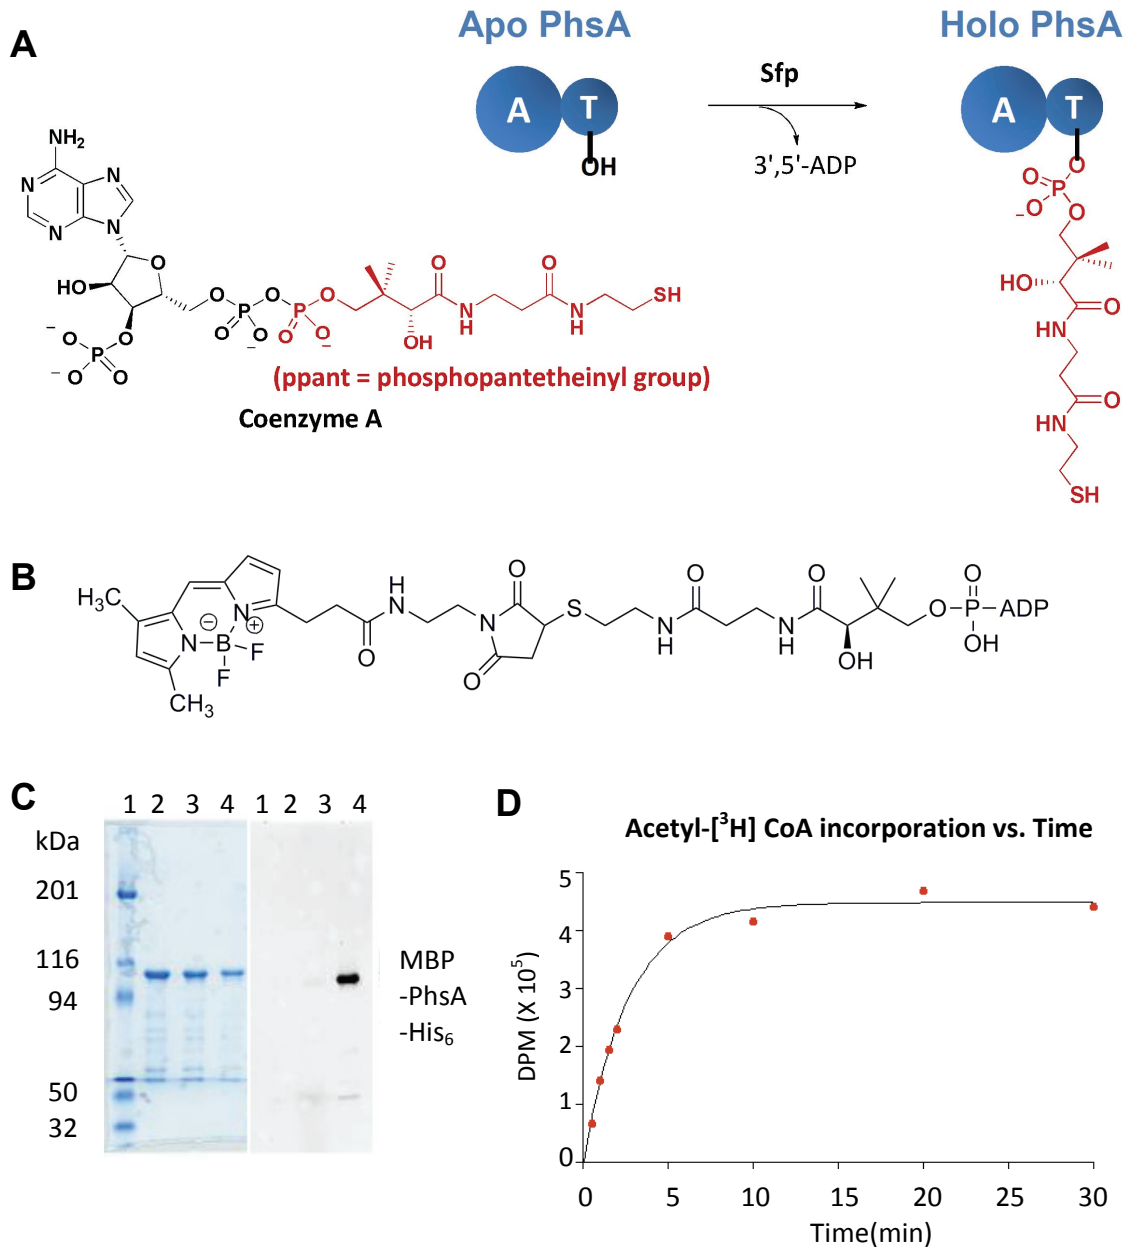 A
Apo PhsA
Holo PhsA
A T
OH
Sfp
3',5'-ADP
A T
O
O P
– O O
HO
O
HN
O
HN
SH
NH2
N N
N N
O
HO
O P O P O
O O O O
– –
O O
N N
H H
OH
SH
– O O
P
– O O
(ppant = phosphopantetheinyl group)
Coenzyme A
B
H3C
CH3
N N
B
F
F
⊖ ⊕
O
H
N
N
O
O
S
N
H
O
N
H
O
OH
O P ADP
O
OH
C
1 2 3 4 1 2 3 4
kDa
201
116
94
50
32
MBP
-PhsA
-His6
D
Acetyl-[3H] CoA incorporation vs. Time
DPM (X 10^5)
5
4
3
2
1
0
0 5 10 15 20 25 30
Time(min)